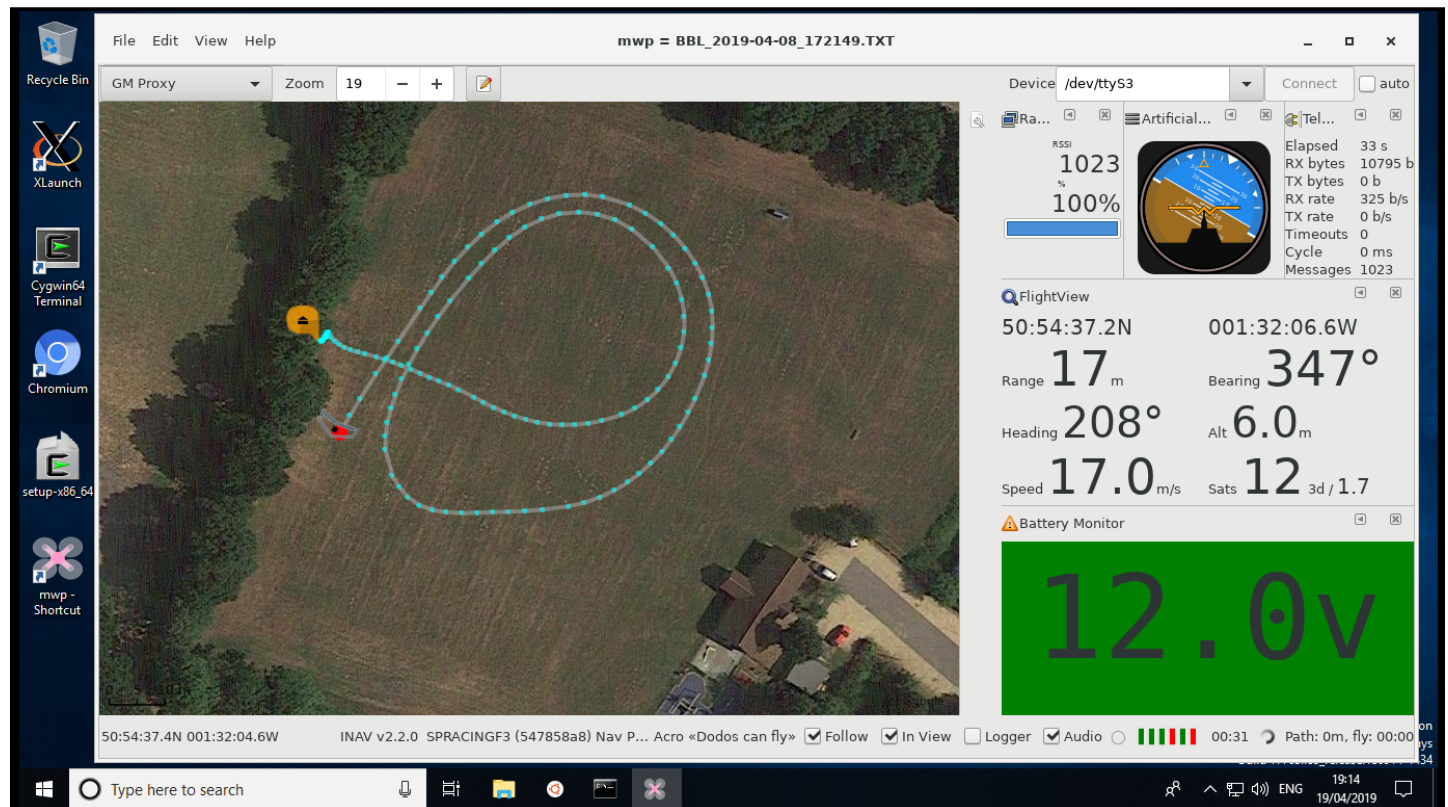 Recycle Bin
XLaunch
Cygwin64
Terminal
Chromium
setup-x86_64
mwp -
Shortcut
File Edit View Help
mwp = BBL_2019-04-08_172149.TXT
GM Proxy Zoom 19 − +
Device /dev/ttyS3 Connect auto
Ra...
RSSI
1023
%
100%
Artificial...
Tel...
Elapsed 33 s
RX bytes 10795 b
TX bytes 0 b
RX rate 325 b/s
TX rate 0 b/s
Timeouts 0
Cycle 0 ms
Messages 1023
FlightView
50:54:37.2N 001:32:06.6W
Range 17 m Bearing 347°
Heading 208° Alt 6.0 m
Speed 17.0 m/s Sats 12 3d / 1.7
Battery Monitor
12.0v
50:54:37.4N 001:32:04.6W INAV v2.2.0 SPRACINGF3 (547858a8) Nav P... Acro «Dodos can fly» Follow In View Logger Audio 00:31 Path: 0m, fly: 00:00
Type here to search
ENG
19:14
19/04/2019